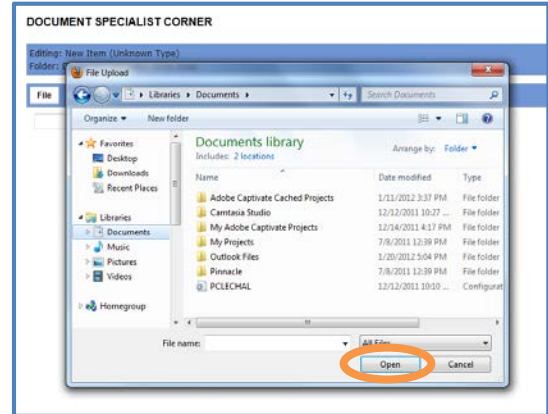 DOCUMENT SPECIALIST CORNER
Editing: New Item (Unknown Type)
Folder:
File Upload
File
Libraries Documents
Search Documents
Organize New folder
Documents library
Includes: 2 locations
Arrange by: Folder
Favorites
Desktop
Downloads
Recent Places
Libraries
Documents
Music
Pictures
Videos
Homegroup
Name Date modified Type
Adobe Captivate Cached Projects 1/11/2012 3:37 PM File folder
Camtasia Studio 12/12/2011 10:27 ... File folder
My Adobe Captivate Projects 12/14/2011 4:17 PM File folder
My Projects 7/8/2011 12:39 PM File folder
Outlook Files 1/20/2012 5:04 PM File folder
Pinnacle 7/8/2011 12:39 PM File folder
PCLECHAL 12/12/2011 10:10 ... Configurat
File name:
All Files
Open Cancel